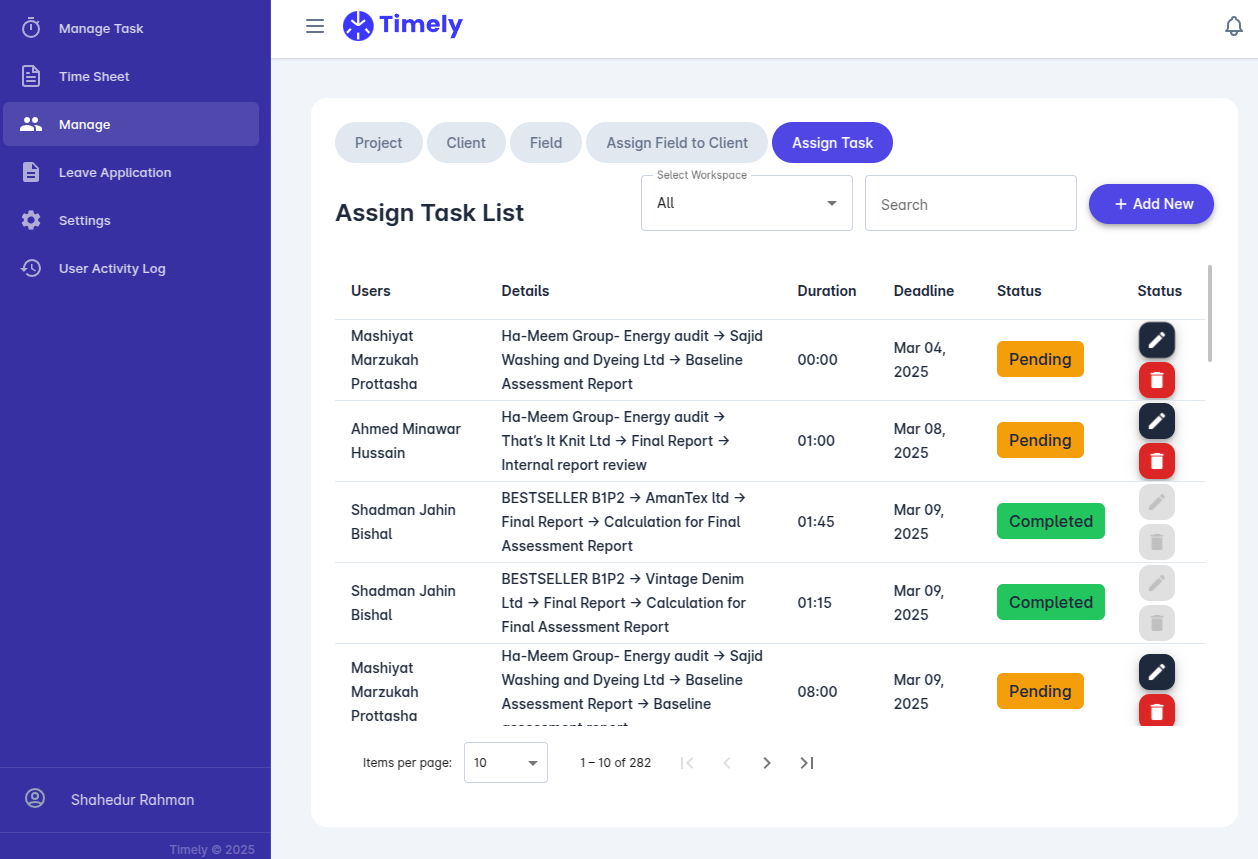 Manage Task
Time Sheet
Manage
Leave Application
Settings
User Activity Log
Shahedur Rahman
Timely © 2025
Timely
Project
Client
Field
Assign Field to Client
Assign Task
Assign Task List
Select Workspace
All
Search
Add New
Users Details Duration Deadline Status Status
Mashiyat
Marzukah
Prottasha
Ha-Meem Group- Energy audit → Sajid
Washing and Dyeing Ltd → Baseline
Assessment Report
00:00
Mar 04,
2025
Pending
Ahmed Minawar
Hussain
Ha-Meem Group- Energy audit →
That's It Knit Ltd → Final Report →
Internal report review
01:00
Mar 08,
2025
Pending
Shadman Jahin
Bishal
BESTSELLER B1P2 → AmanTex ltd →
Final Report → Calculation for Final
Assessment Report
01:45
Mar 09,
2025
Completed
Shadman Jahin
Bishal
BESTSELLER B1P2 → Vintage Denim
Ltd → Final Report → Calculation for
Final Assessment Report
01:15
Mar 09,
2025
Completed
Mashiyat
Marzukah
Prottasha
Ha-Meem Group- Energy audit → Sajid
Washing and Dyeing Ltd → Baseline
Assessment Report → Baseline
assessment report
08:00
Mar 09,
2025
Pending
Items per page:
10
1 – 10 of 282